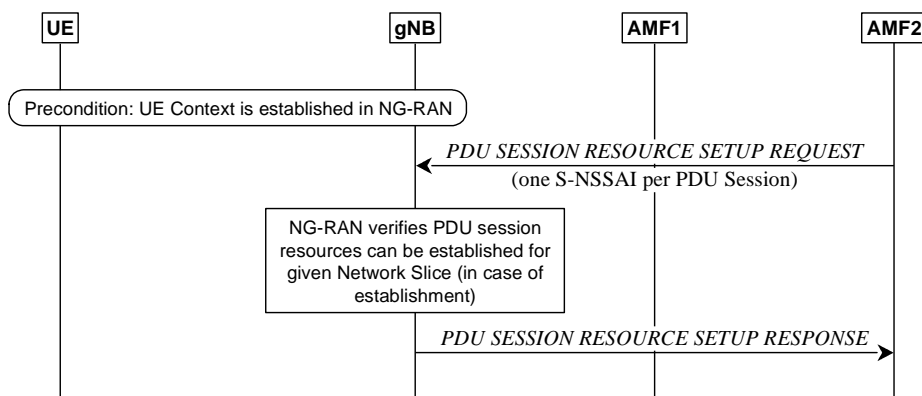 UE
gNB
AMF1
AMF2
Precondition: UE Context is established in NG-RAN
PDU SESSION RESOURCE SETUP REQUEST
(one S-NSSAI per PDU Session)
NG-RAN verifies PDU session
resources can be established for
given Network Slice (in case of
establishment)
PDU SESSION RESOURCE SETUP RESPONSE